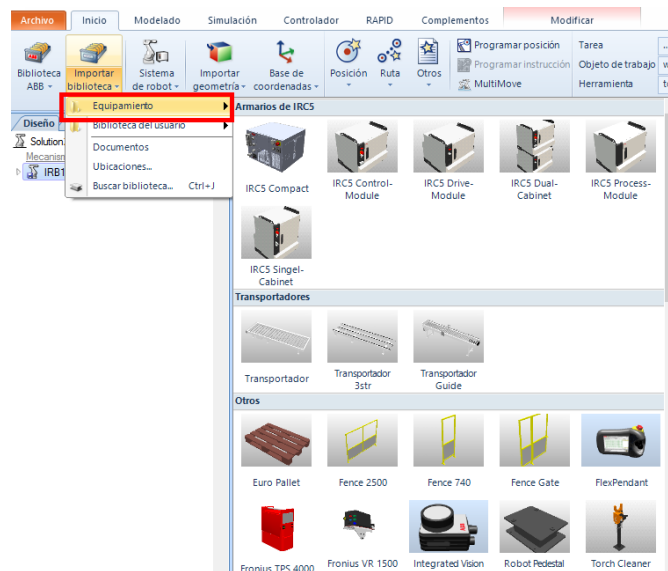 Archivo Inicio Modelado Simulación Controlador RAPID Complementos Modificar
Biblioteca ABB
Importar biblioteca
Sistema de robot
Importar geometría
Base de coordenadas
Posición
Ruta
Otros
Programar posición
Programar instrucción
MultiMove
Tarea
Objeto de trabajo
Herramienta
Diseño
Solution
Mecanism
IRB1
Equipamiento
Biblioteca del usuario
Documentos
Ubicaciones...
Buscar biblioteca... Ctrl+J
Armarios de IRC5
IRC5 Compact
IRC5 Control-
Module
IRC5 Drive-
Module
IRC5 Dual-
Cabinet
IRC5 Process-
Module
IRC5 Singel-
Cabinet
Transportadores
Transportador
Transportador
3str
Transportador
Guide
Otros
Euro Pallet
Fence 2500
Fence 740
Fence Gate
FlexPendant
Fronius TPS 4000
Fronius VR 1500
Integrated Vision
Robot Pedestal
Torch Cleaner